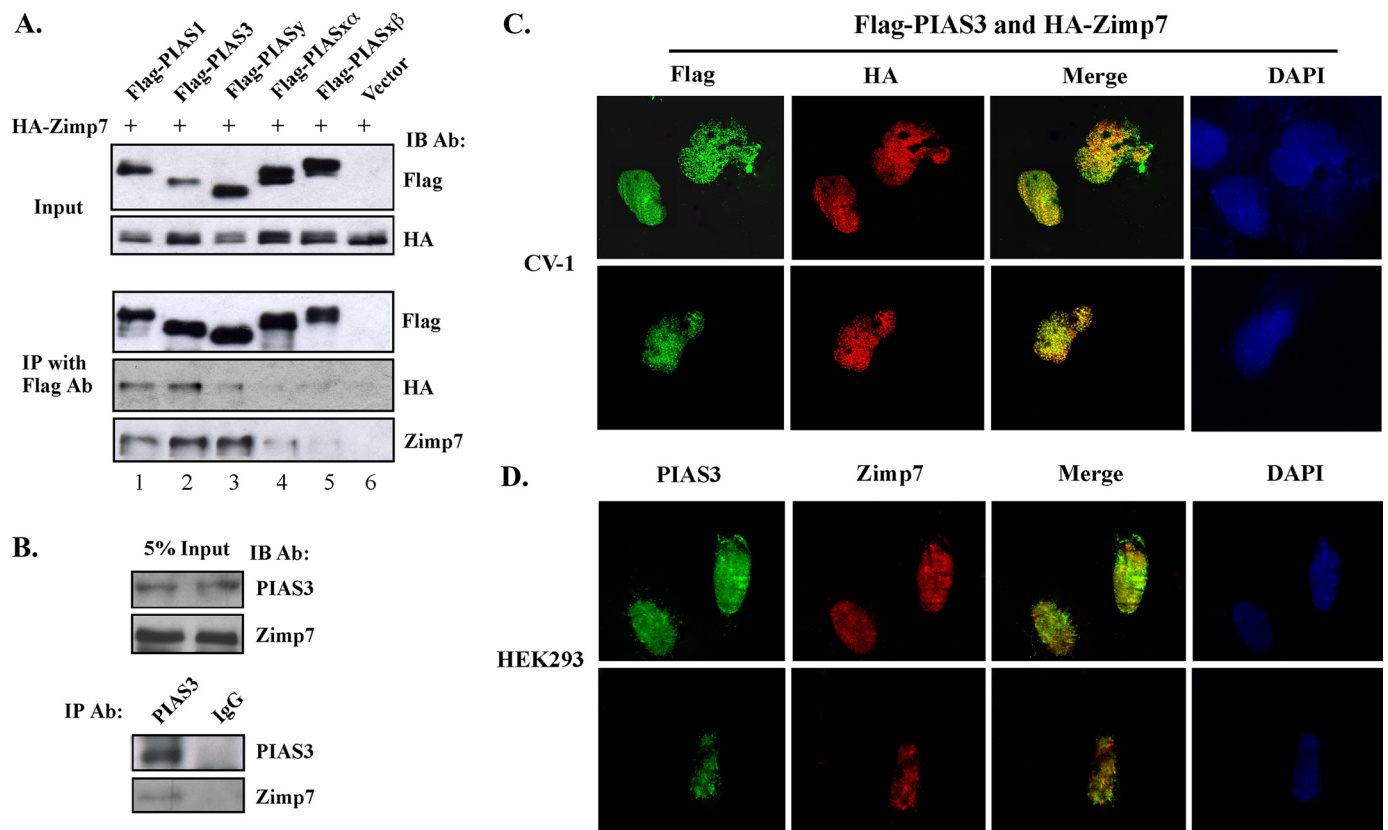 A.
Flag-PIAS1
Flag-PIAS3
Flag-PIASy
Flag-PIASxα
Flag-PIASxβ
Vector
HA-Zimp7 + + + + + +
IB Ab:
Input
Flag
HA
IP with
Flag Ab
Flag
HA
Zimp7
1 2 3 4 5 6
B.
5% Input
IB Ab:
PIAS3
Zimp7
IP Ab:
PIAS3
IgG
PIAS3
Zimp7
C.
Flag-PIAS3 and HA-Zimp7
Flag HA Merge DAPI
CV-1
D.
PIAS3 Zimp7 Merge DAPI
HEK293